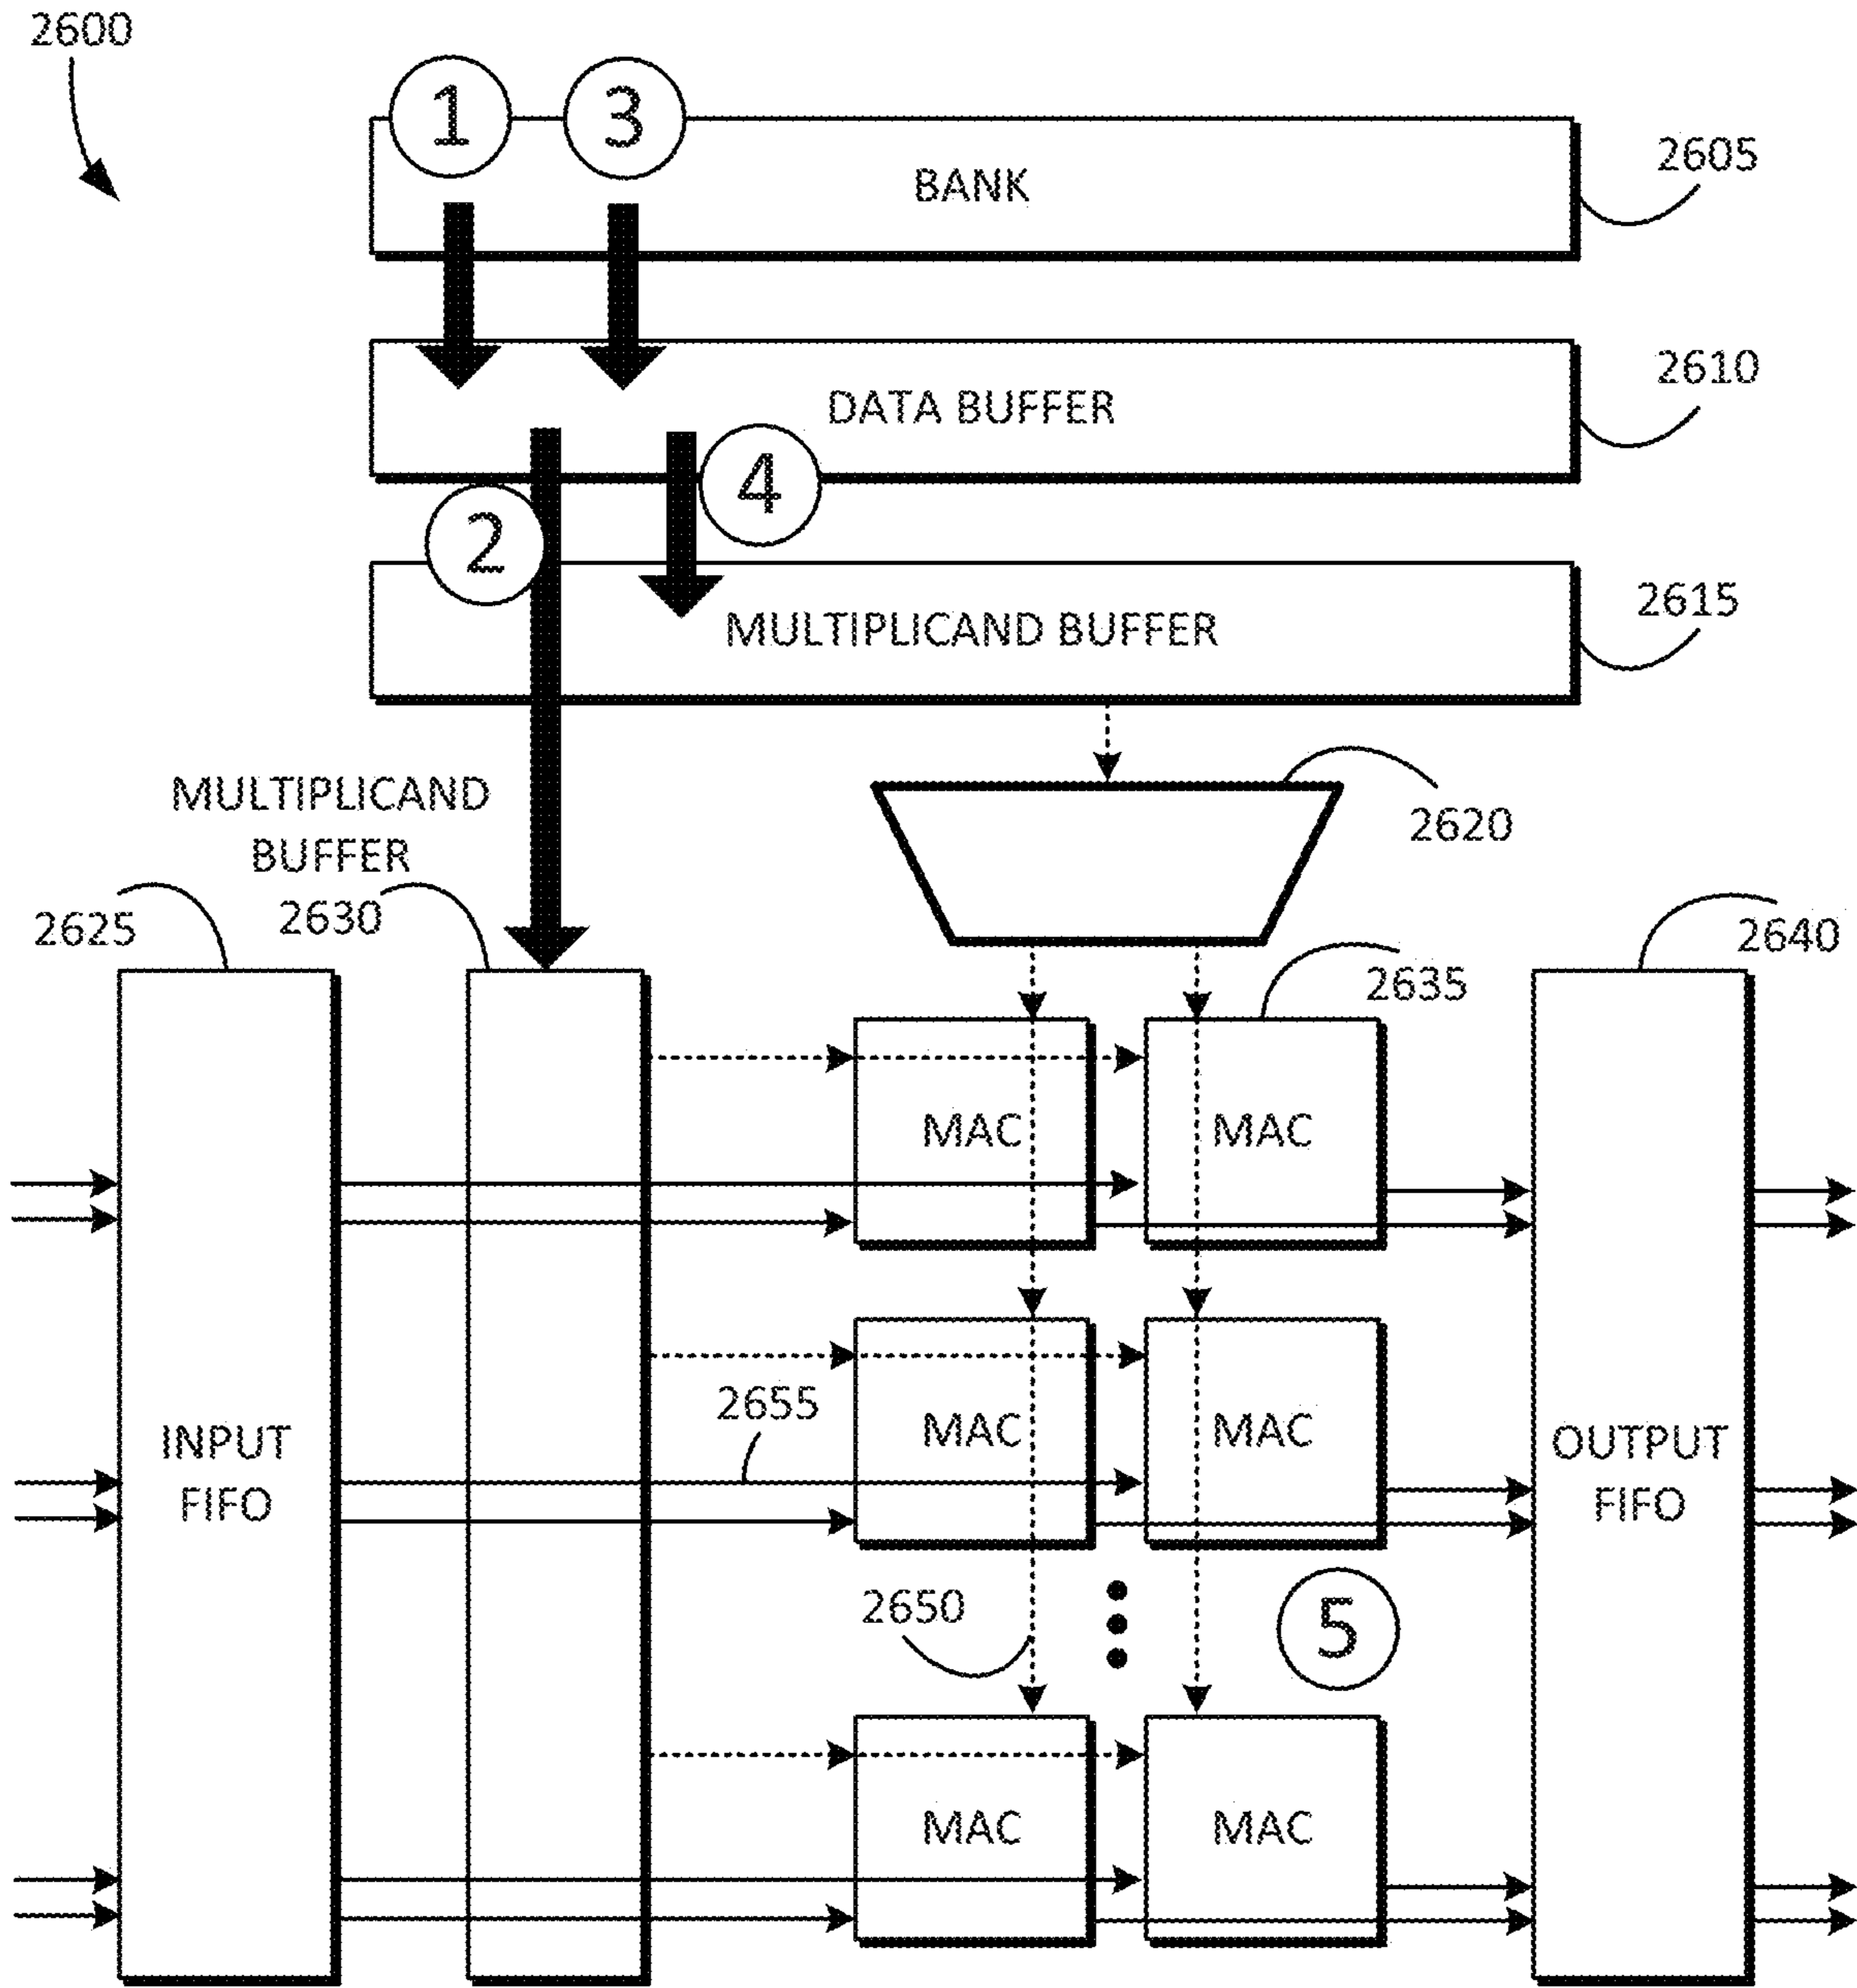 2600
1
3
2605
BANK
2610
DATA BUFFER
4
2
2615
MULTIPLICAND BUFFER
MULTIPLICAND
BUFFER
2620
2625
2630
2640
2635
MAC
MAC
2655
MAC
MAC
INPUT
FIFO
OUTPUT
FIFO
2650
5
MAC
MAC